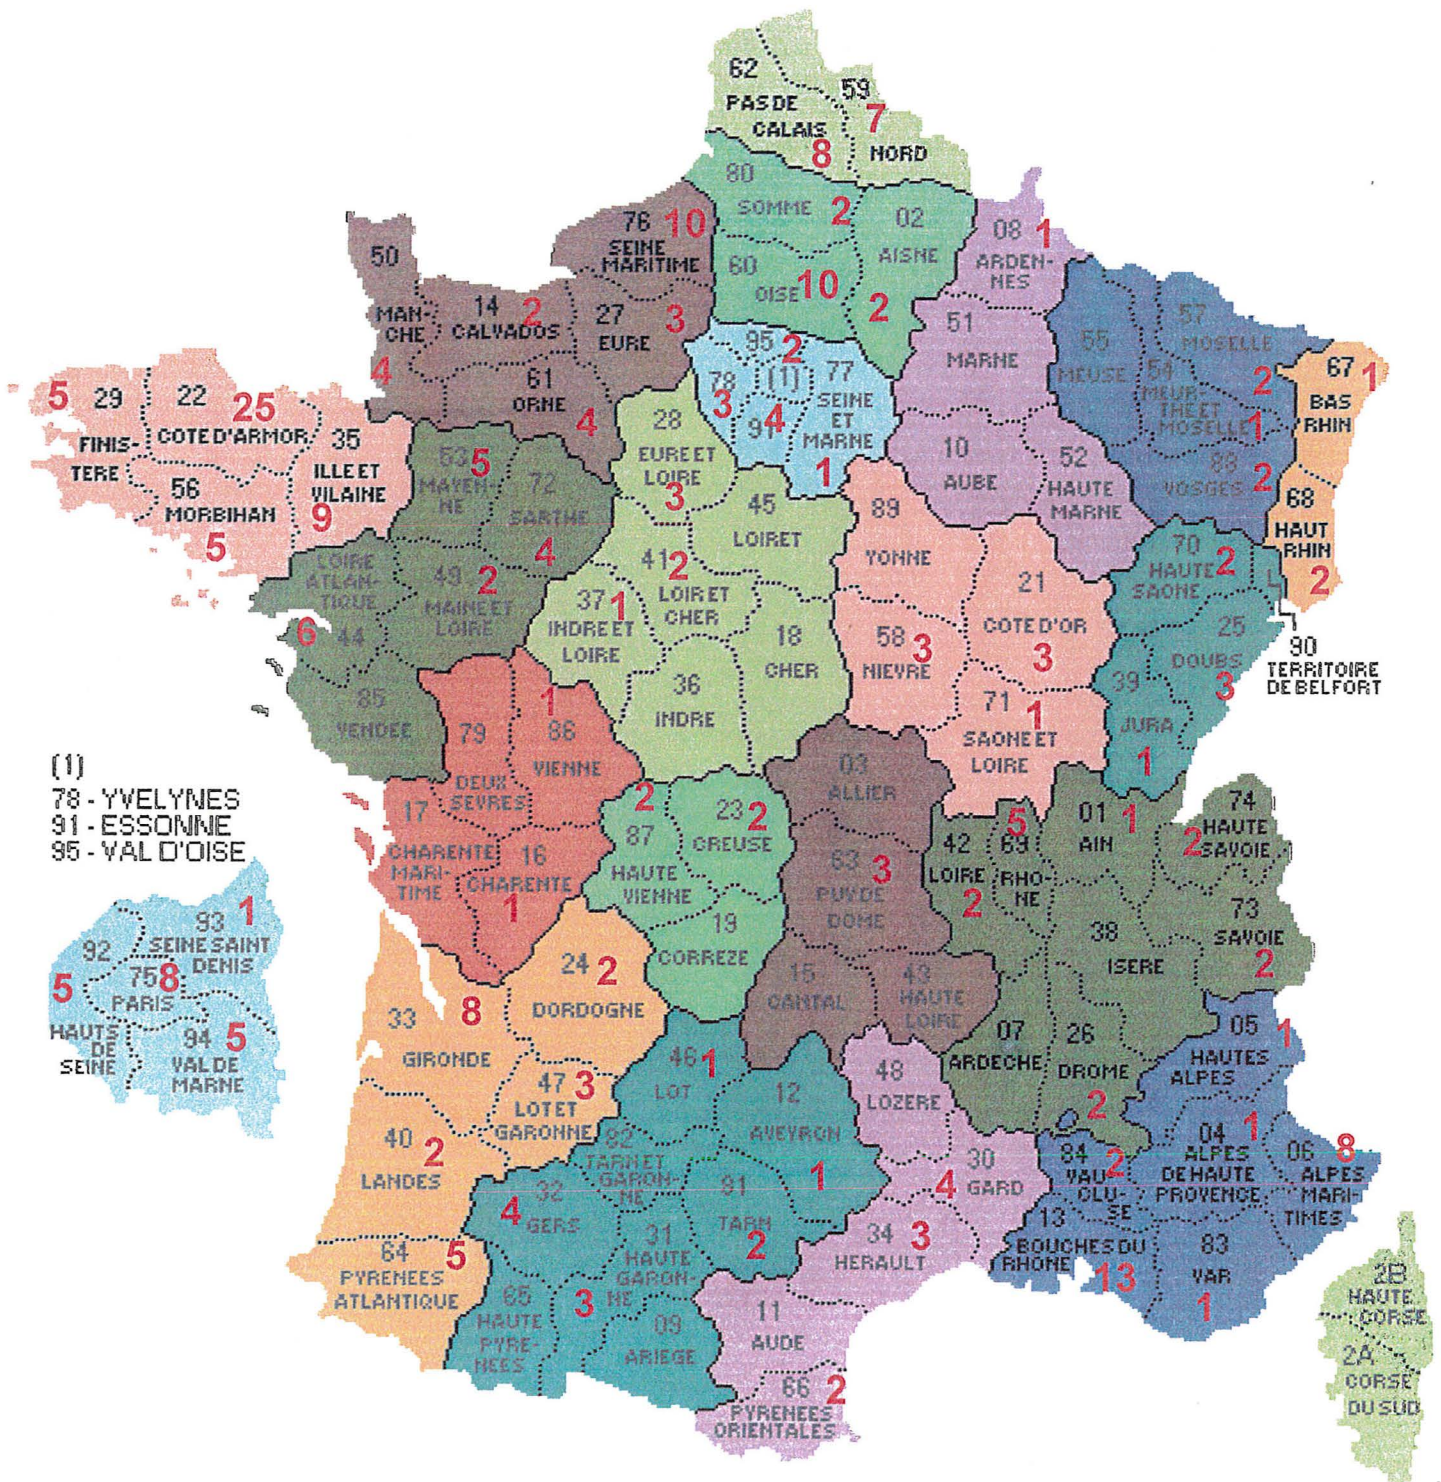 62
PAS DE
CALAIS
8
59
7
NORD
80
SOMME 2
02
AISNE
2
60
OISE 10
76 10
SEINE
MARITIME
08 1
ARDEN-
NES
50
MAN-
CHE
4
14 2
CALVADOS
27 3
EURE
61
ORNE
4
51
MARNE
55
MEUSE
57
MOSELLE
2
54
MEUR-
THE ET
MOSELLE 1
88 2
VOSGES
67 1
BAS
RHIN
68
HAUT
RHIN
2
95 2
78
3
(1)
91 4
77
SEINE
ET
MARNE
1
5 29
FINIS-
TERE
22 25
COTE D'ARMOR
35
ILLE ET
VILAINE
9
56
MORBIHAN
5
53 5
MAYEN-
NE
72
SARTHE
4
28
EURE ET
LOIRE
3
45
LOIRET
10
AUBE
52
HAUTE
MARNE
89
YONNE
LOIRE
ATLAN-
TIQUE
6 44
49 2
MAINE ET
LOIRE
41 2
LOIR ET
CHER
37 1
INDRE ET
LOIRE
18
CHER
36
INDRE
21
COTE D'OR
3
58 3
NIEVRE
70 2
HAUTE
SAONE
25
DOUBS
3
90
TERRITOIRE
DE BELFORT
39
JURA
1
85
VENDEE
79
DEUX
SEVRES
1
86
VIENNE
71 1
SAONE ET
LOIRE
(1)
78 - YVELYNES
91 - ESSONNE
95 - VAL D'OISE
17
CHARENTE
MARI-
TIME
16
CHARENTE
1
2
87
HAUTE
VIENNE
23 2
CREUSE
19
CORREZE
03
ALLIER
63 3
PUY DE
DOME
15
CANTAL
43
HAUTE
LOIRE
42
LOIRE
2
5
69
RHO-
NE
01 1
AIN
74
2 HAUTE
SAVOIE
73
SAVOIE
2
38
ISERE
07
ARDECHE
26
DROME
2
05 1
HAUTES
ALPES
93 1
SEINE SAINT
DENIS
92
5
HAUTS
DE
SEINE
75 8
PARIS
94 5
VAL DE
MARNE
33 8
GIRONDE
24 2
DORDOGNE
47 3
LOT ET
GARONNE
40 2
LANDES
64 5
PYRENEES
ATLANTIQUE
46 1
LOT
12
AVEYRON
1
82
TARN ET
GARON-
NE
81
TARN
2
4 32
GERS
31
HAUTE
GARON-
NE
3
65
HAUTE
PYRE-
NEES
09
ARIEGE
48
LOZERE
30
4 GARD
34 3
HERAULT
11
AUDE
66 2
PYRENEES
ORIENTALES
84 2
VAU
CLU-
SE
04 1
ALPES
DE HAUTE
PROVENCE
06 8
ALPES
MARI-
TIMES
13
BOUCHES DU
RHONE
13
83
VAR
1
2B
HAUTE
CORSE
2A
CORSE
DU SUD